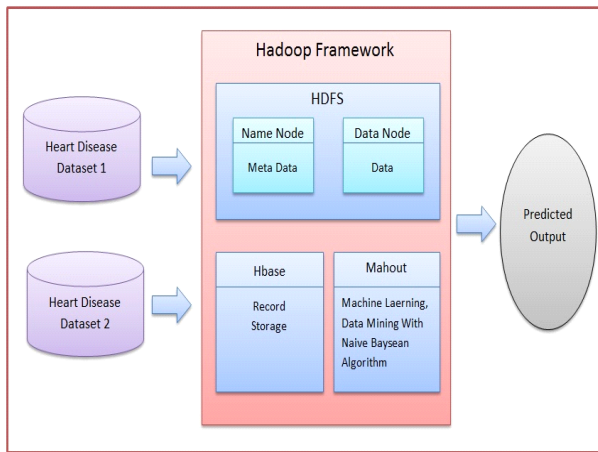 Hadoop Framework
HDFS
Name Node
Meta Data
Data Node
Data
Heart Disease
Dataset 1
Heart Disease
Dataset 2
Hbase
Record
Storage
Mahout
Machine Laerning,
Data Mining With
Naive Baysean
Algorithm
Predicted
Output